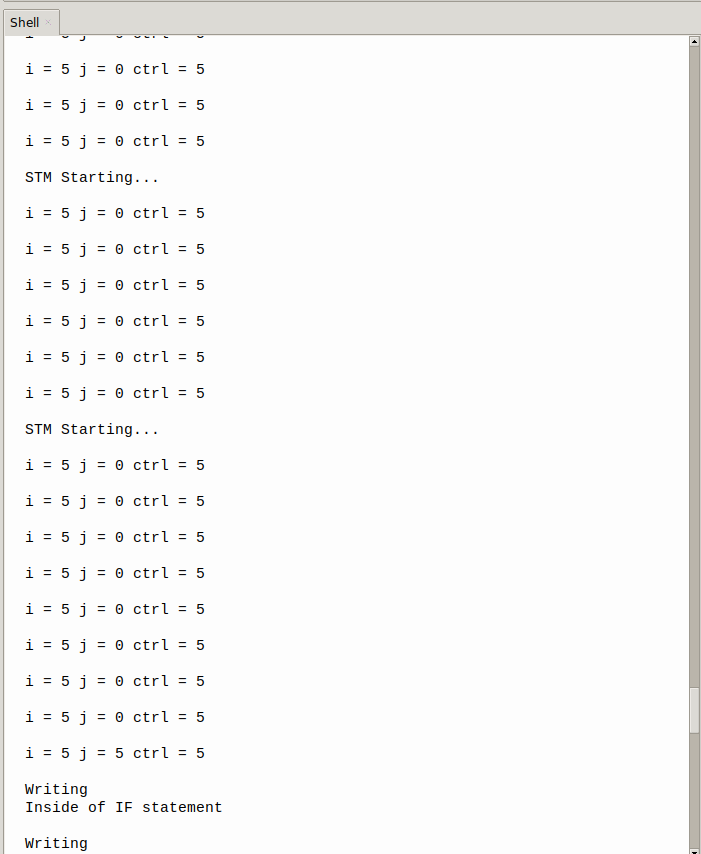 Shell
i = 5 j = 0 ctrl = 5
i = 5 j = 0 ctrl = 5
i = 5 j = 0 ctrl = 5
i = 5 j = 0 ctrl = 5
STM Starting...
i = 5 j = 0 ctrl = 5
i = 5 j = 0 ctrl = 5
i = 5 j = 0 ctrl = 5
i = 5 j = 0 ctrl = 5
i = 5 j = 0 ctrl = 5
i = 5 j = 0 ctrl = 5
STM Starting...
i = 5 j = 0 ctrl = 5
i = 5 j = 0 ctrl = 5
i = 5 j = 0 ctrl = 5
i = 5 j = 0 ctrl = 5
i = 5 j = 0 ctrl = 5
i = 5 j = 0 ctrl = 5
i = 5 j = 0 ctrl = 5
i = 5 j = 0 ctrl = 5
i = 5 j = 5 ctrl = 5
Writing
Inside of IF statement
Writing